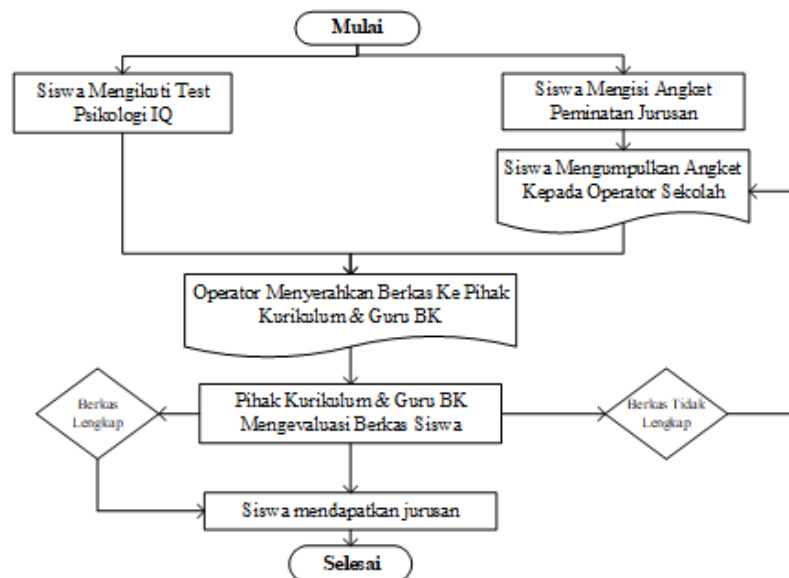 Mulai
Siswa Mengikuti Test
Psikologi IQ
Siswa Mengisi Angket
Peminatan Jurusan
Siswa Mengumpulkan Angket
Kepada Operator Sekolah
Operator Menyerahkan Berkas Ke Pihak
Kurikulum & Guru BK
Berkas
Lengkap
Pihak Kurikulum & Guru BK
Mengevaluasi Berkas Siswa
Berkas Tidak
Lengkap
Siswa mendapatkan jurusan
Selesai